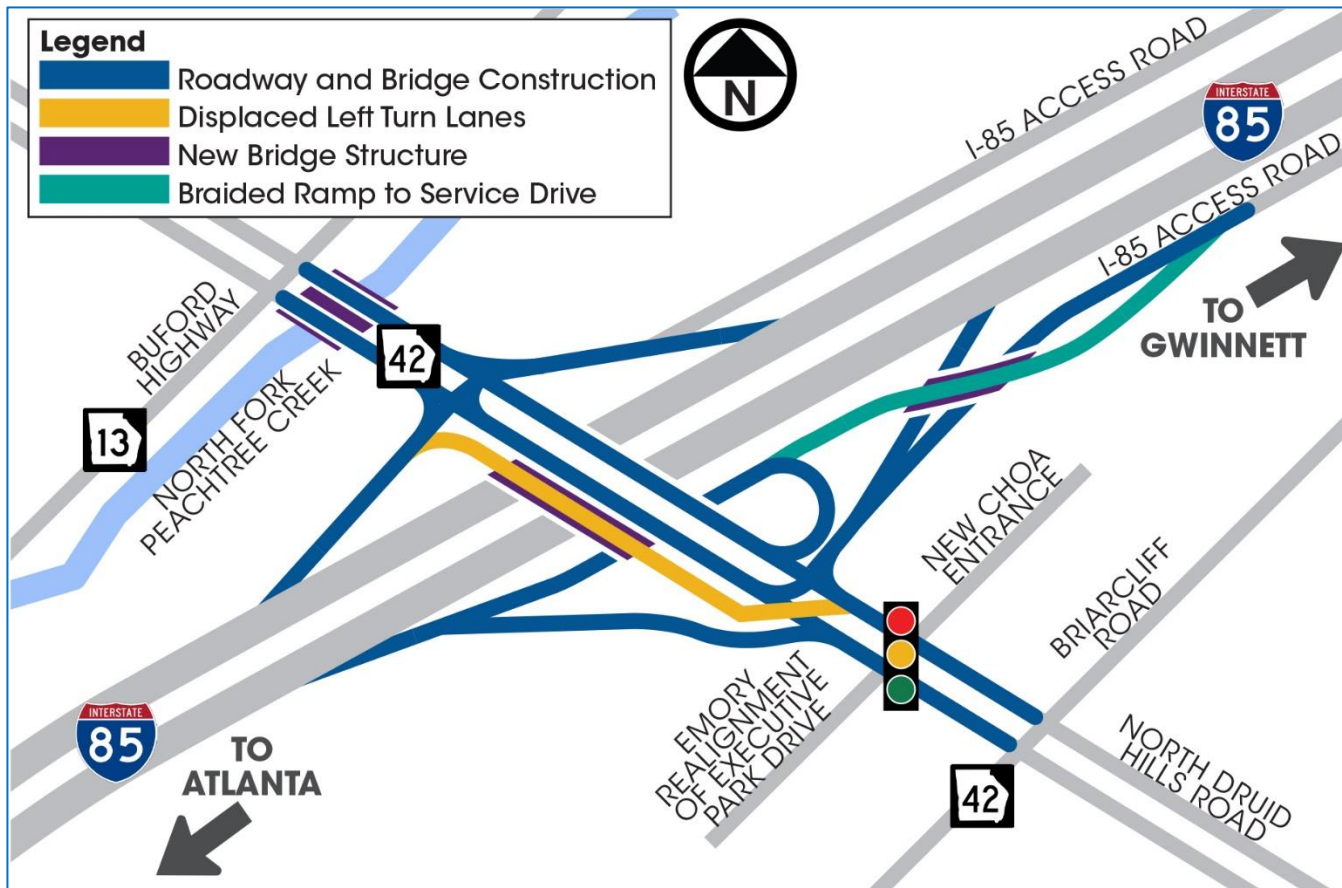 Legend
Roadway and Bridge Construction
Displaced Left Turn Lanes
New Bridge Structure
Braided Ramp to Service Drive
N
I-85 ACCESS ROAD
INTERSTATE
85
I-85 ACCESS ROAD
TO
GWINNETT
BUFORD
HIGHWAY
42
13
NORTH FORK
PEACHTREE CREEK
NEW CHOA
ENTRANCE
BRIARCLIFF
ROAD
EMORY
REALIGNMENT
OF EXECUTIVE
PARK DRIVE
INTERSTATE
85
TO
ATLANTA
NORTH DRUID
HILLS ROAD
42